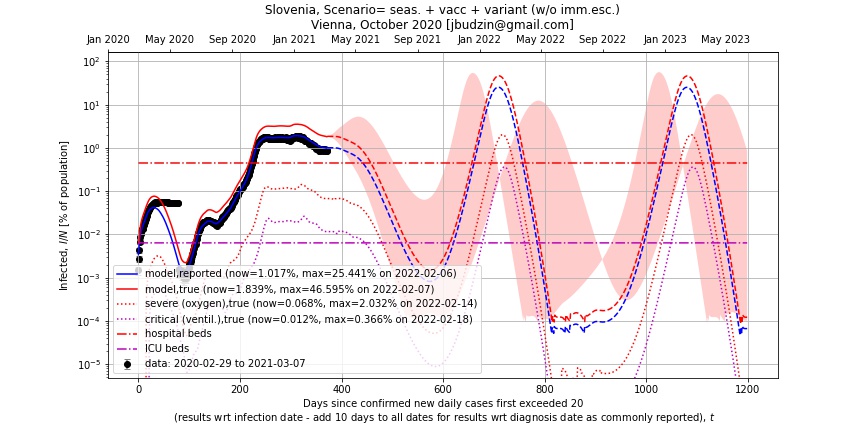 Slovenia, Scenario= seas. + vacc + variant (w/o imm.esc.)
Vienna, October 2020 [jbudzin@gmail.com]
Jan 2020 May 2020 Sep 2020 Jan 2021 May 2021 Sep 2021 Jan 2022 May 2022 Sep 2022 Jan 2023 May 2023
10²
10¹
10⁰
10⁻¹
10⁻²
10⁻³
10⁻⁴
10⁻⁵
Infected, I/N [% of population]
model,reported (now=1.017%, max=25.441% on 2022-02-06)
model,true (now=1.839%, max=46.595% on 2022-02-07)
severe (oxygen),true (now=0.068%, max=2.032% on 2022-02-14)
critical (ventil.),true (now=0.012%, max=0.366% on 2022-02-18)
hospital beds
ICU beds
data: 2020-02-29 to 2021-03-07
0 200 400 600 800 1000 1200
Days since confirmed new daily cases first exceeded 20
(results wrt infection date - add 10 days to all dates for results wrt diagnosis date as commonly reported), t